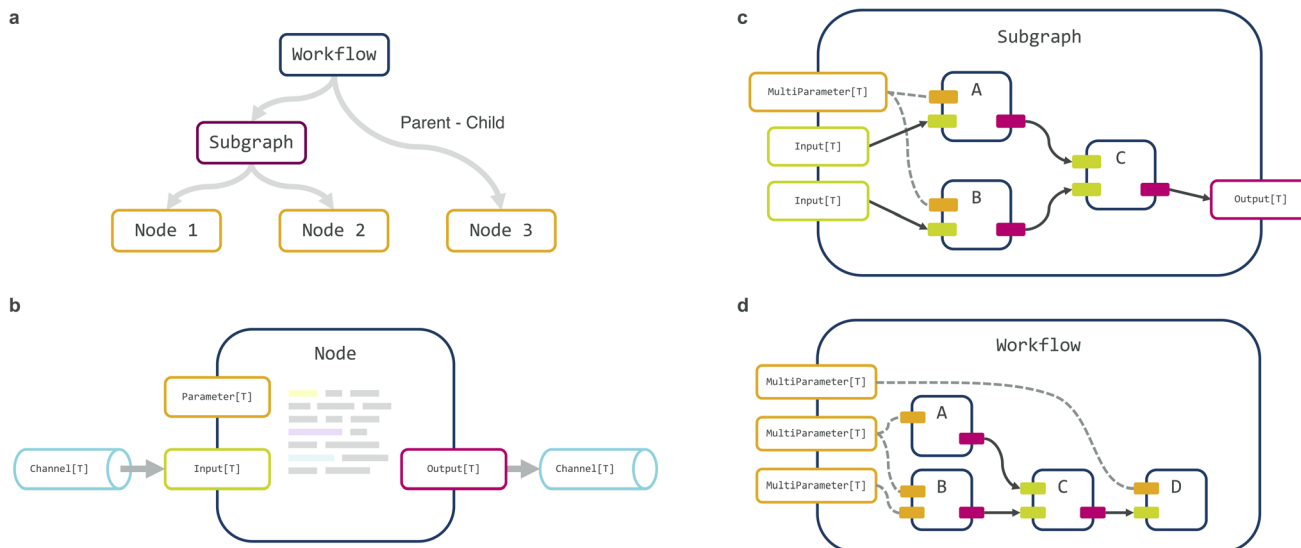 a
Workflow
Parent - Child
Subgraph
Node 1
Node 2
Node 3
b
Node
Parameter[T]
Channel[T]
Input[T]
Output[T]
Channel[T]
c
Subgraph
MultiParameter[T]
A
Input[T]
C
Input[T]
B
Output[T]
d
Workflow
MultiParameter[T]
A
MultiParameter[T]
MultiParameter[T]
B
C
D